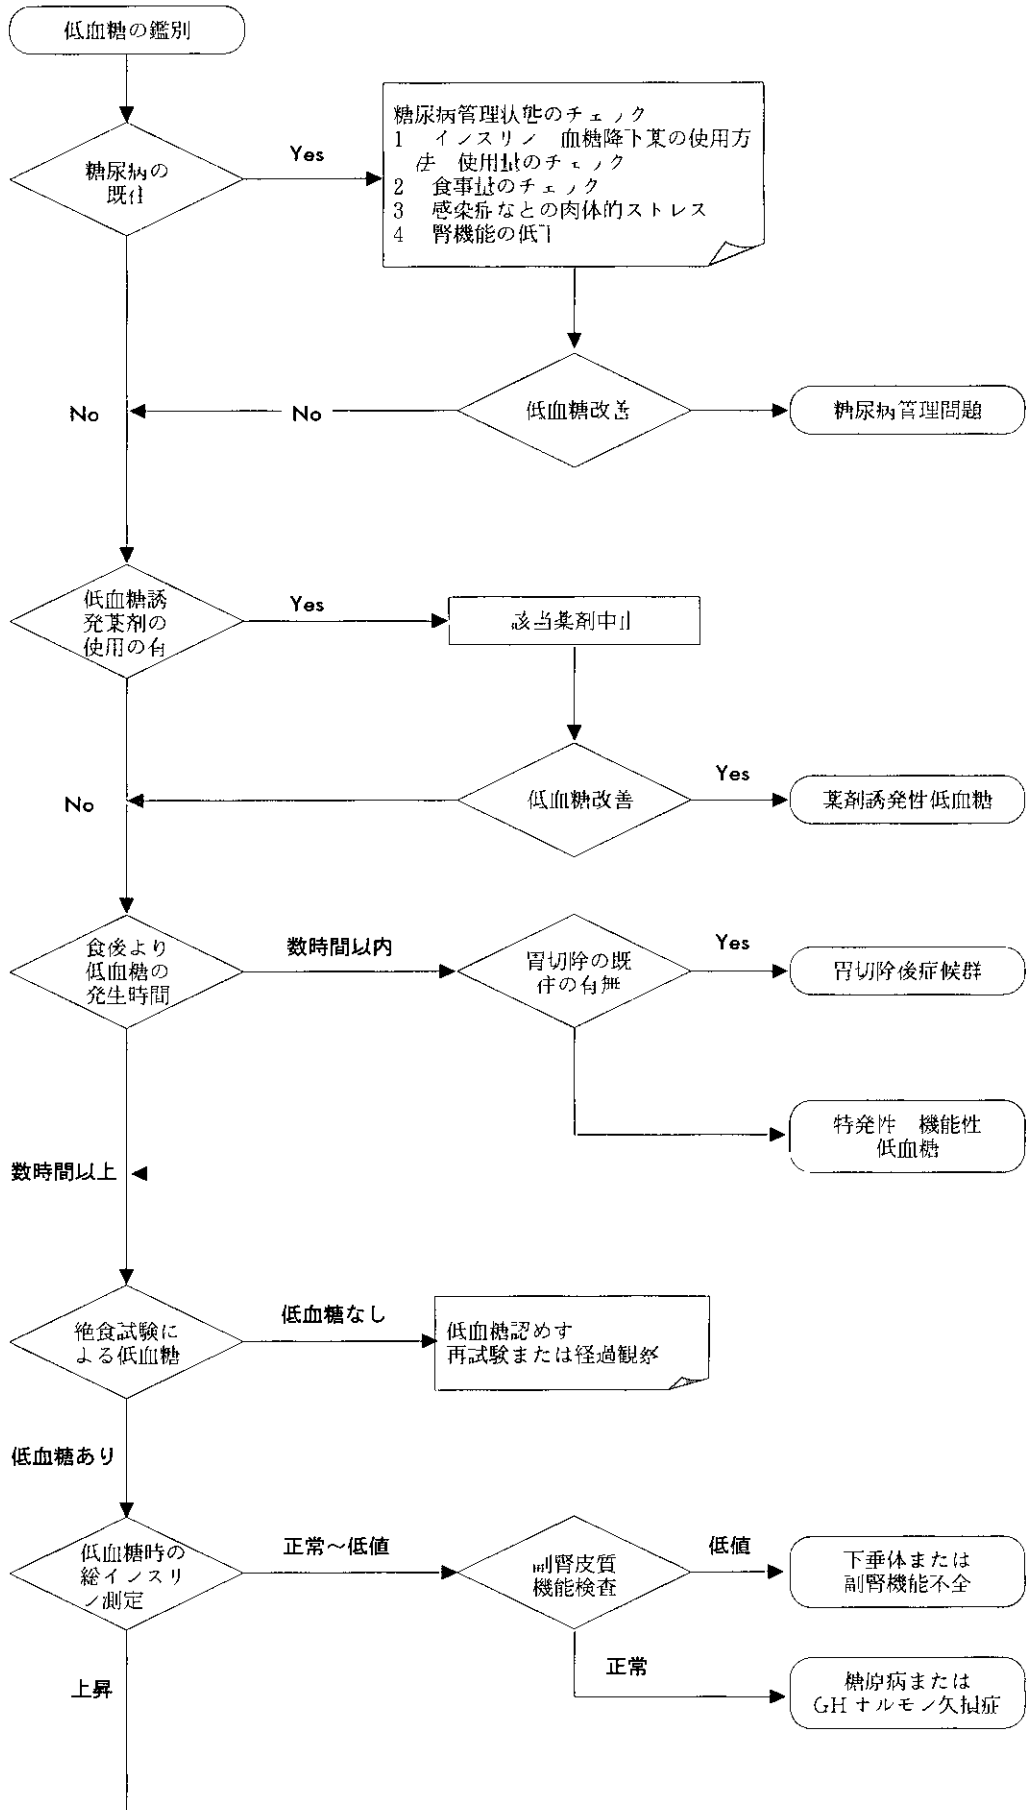 低血糖の鑑別
糖尿病の
既往
Yes
糖尿病管理状態のチェック
1 インスリン 血糖降下薬の使用方
法 使用量のチェック
2 食事量のチェック
3 感染症などの肉体的ストレス
4 腎機能の低下
No
No
低血糖改善
糖尿病管理問題
低血糖誘
発薬剤の
使用の有
Yes
該当薬剤中止
No
低血糖改善
Yes
薬剤誘発性低血糖
食後より
低血糖の
発生時間
数時間以内
胃切除の既
往の有無
Yes
胃切除後症候群
特発性 機能性
低血糖
数時間以上
絶食試験に
よる低血糖
低血糖なし
低血糖認めず
再試験または経過観察
低血糖あり
低血糖時の
総インスリ
ン測定
正常～低値
副腎皮質
機能検査
低値
下垂体または
副腎機能不全
上昇
正常
糖原病または
GHホルモン欠損症